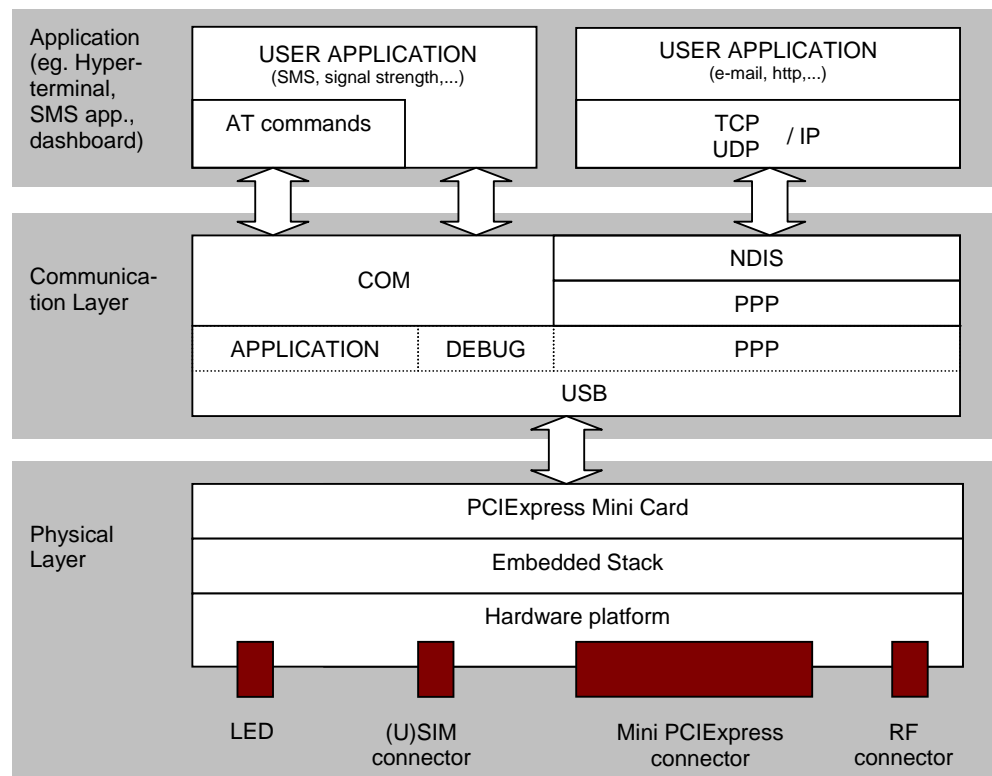 Application
(eg. Hyper-
terminal,
SMS app.,
dashboard)
USER APPLICATION
(SMS, signal strength,...)
AT commands
USER APPLICATION
(e-mail, http,...)
TCP
UDP / IP
Communica-
tion Layer
COM
NDIS
PPP
APPLICATION
DEBUG
PPP
USB
Physical
Layer
PCIExpress Mini Card
Embedded Stack
Hardware platform
LED
(U)SIM
connector
Mini PCIExpress
connector
RF
connector